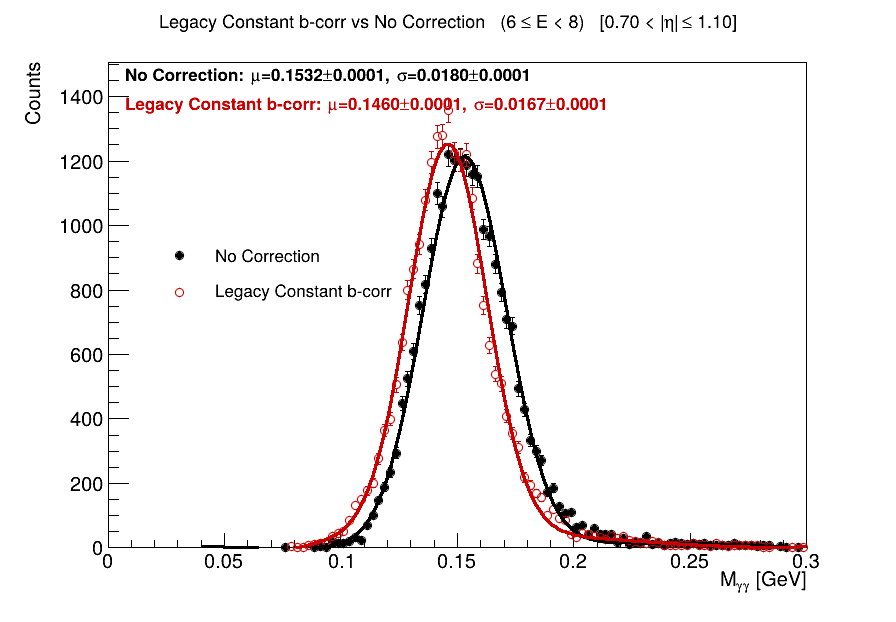 Legacy Constant b-corr vs No Correction (6 ≤ E < 8) [0.70 < |η| ≤ 1.10]
Counts
No Correction: μ=0.1532±0.0001, σ=0.0180±0.0001
Legacy Constant b-corr: μ=0.1460±0.0001, σ=0.0167±0.0001
1400
1200
1000
800
600
400
200
0
No Correction
Legacy Constant b-corr
0 0.05 0.1 0.15 0.2 0.25 0.3
Mγγ [GeV]